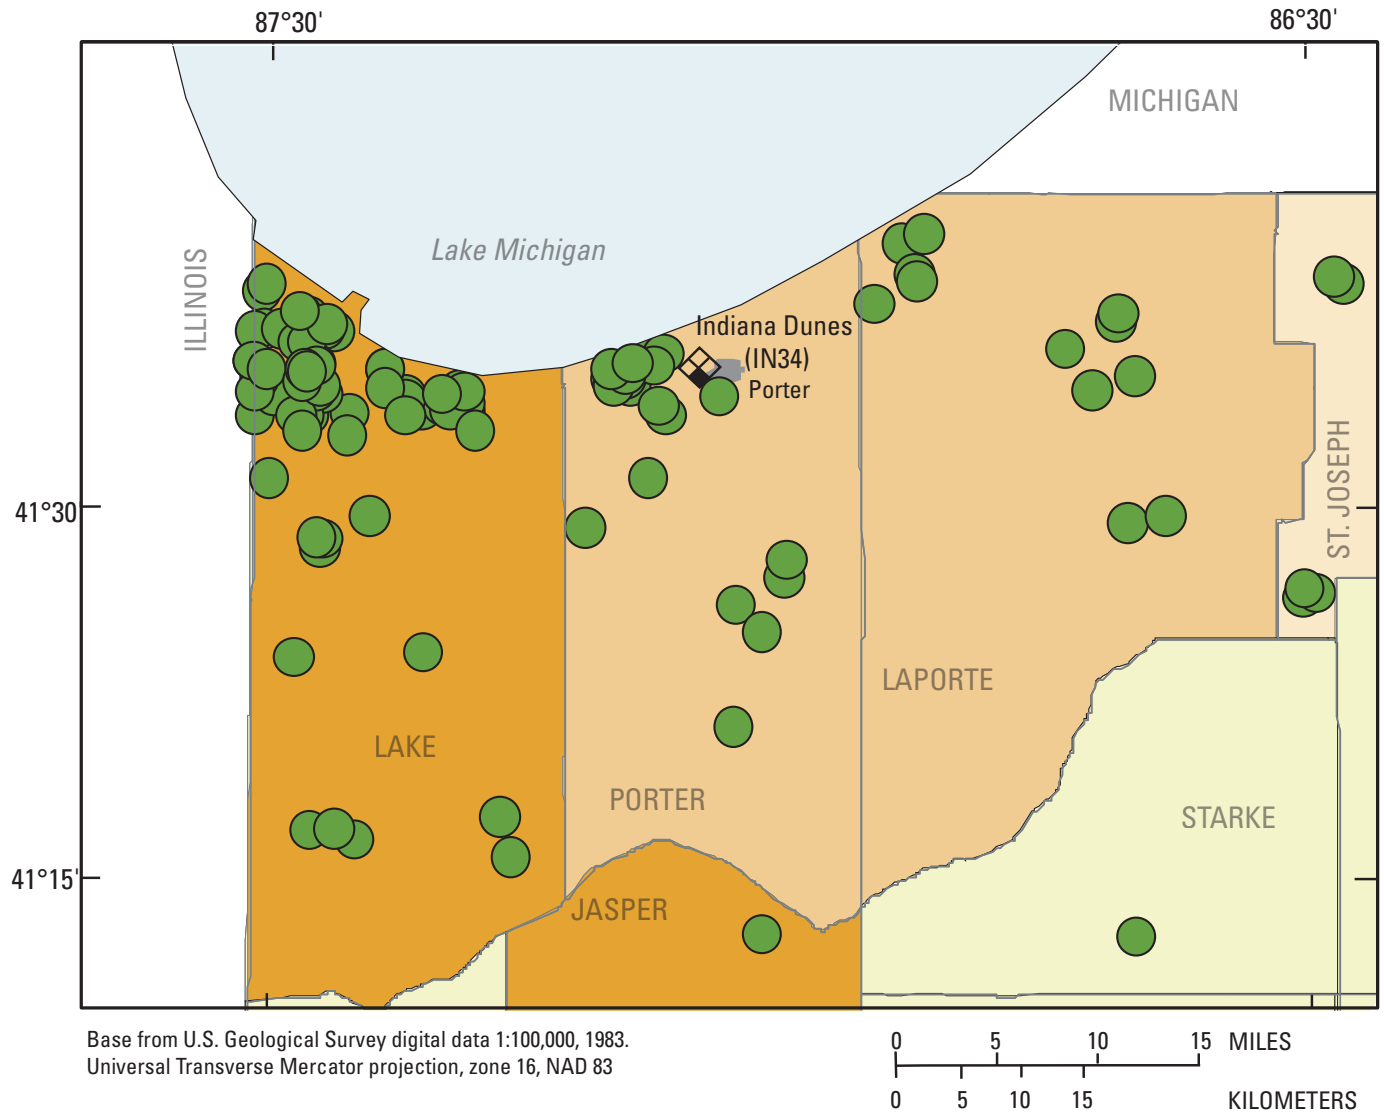 87°30'
86°30'
MICHIGAN
ILLINOIS
Lake Michigan
Indiana Dunes
(IN34)
Porter
41°30'
ST. JOSEPH
LAPORTE
LAKE
PORTER
STARKE
41°15'
JASPER
Base from U.S. Geological Survey digital data 1:100,000, 1983.
Universal Transverse Mercator projection, zone 16, NAD 83
0 5 10 15 MILES
0 5 10 15 KILOMETERS